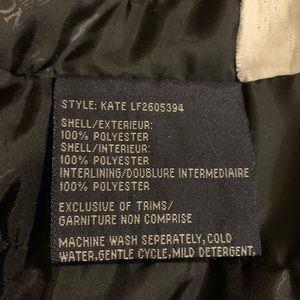 STYLE: KATE LF2605394
SHELL/EXTERIEUR:
100% POLYESTER
SHELL/INTERIEUR:
100% POLYESTER
INTERLINING/DOUBLURE INTERMEDIAIRE
100% POLYESTER
EXCLUSIVE OF TRIMS/
GARNITURE NON COMPRISE
MACHINE WASH SEPERATELY,COLD
WATER,GENTLE CYCLE,MILD DETERGENT,